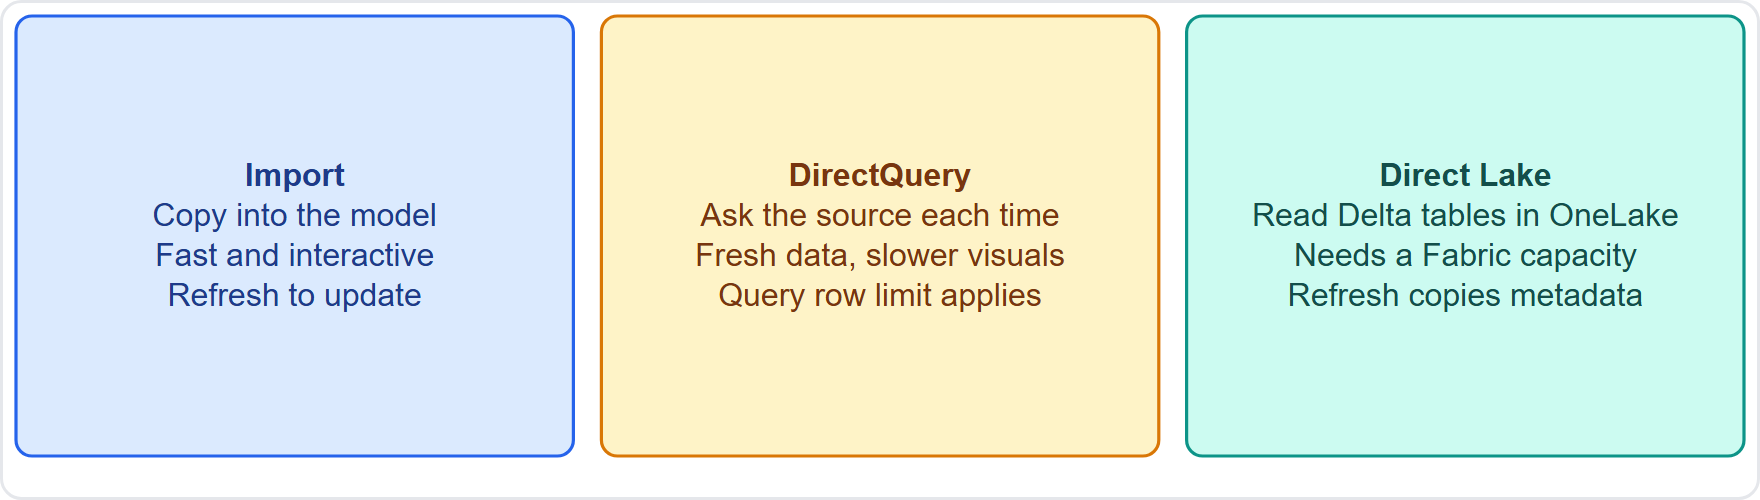 Import
Copy into the model
Fast and interactive
Refresh to update
DirectQuery
Ask the source each time
Fresh data, slower visuals
Query row limit applies
Direct Lake
Read Delta tables in OneLake
Needs a Fabric capacity
Refresh copies metadata